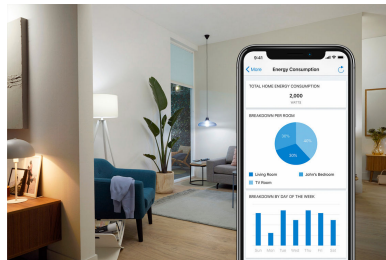 9:41
More Energy Consumption
TOTAL HOME ENERGY CONSUMPTION
2,000
WATTS
BREAKDOWN PER ROOM
Living Room John's Bedroom
TV Room
BREAKDOWN BY DAY OF THE WEEK